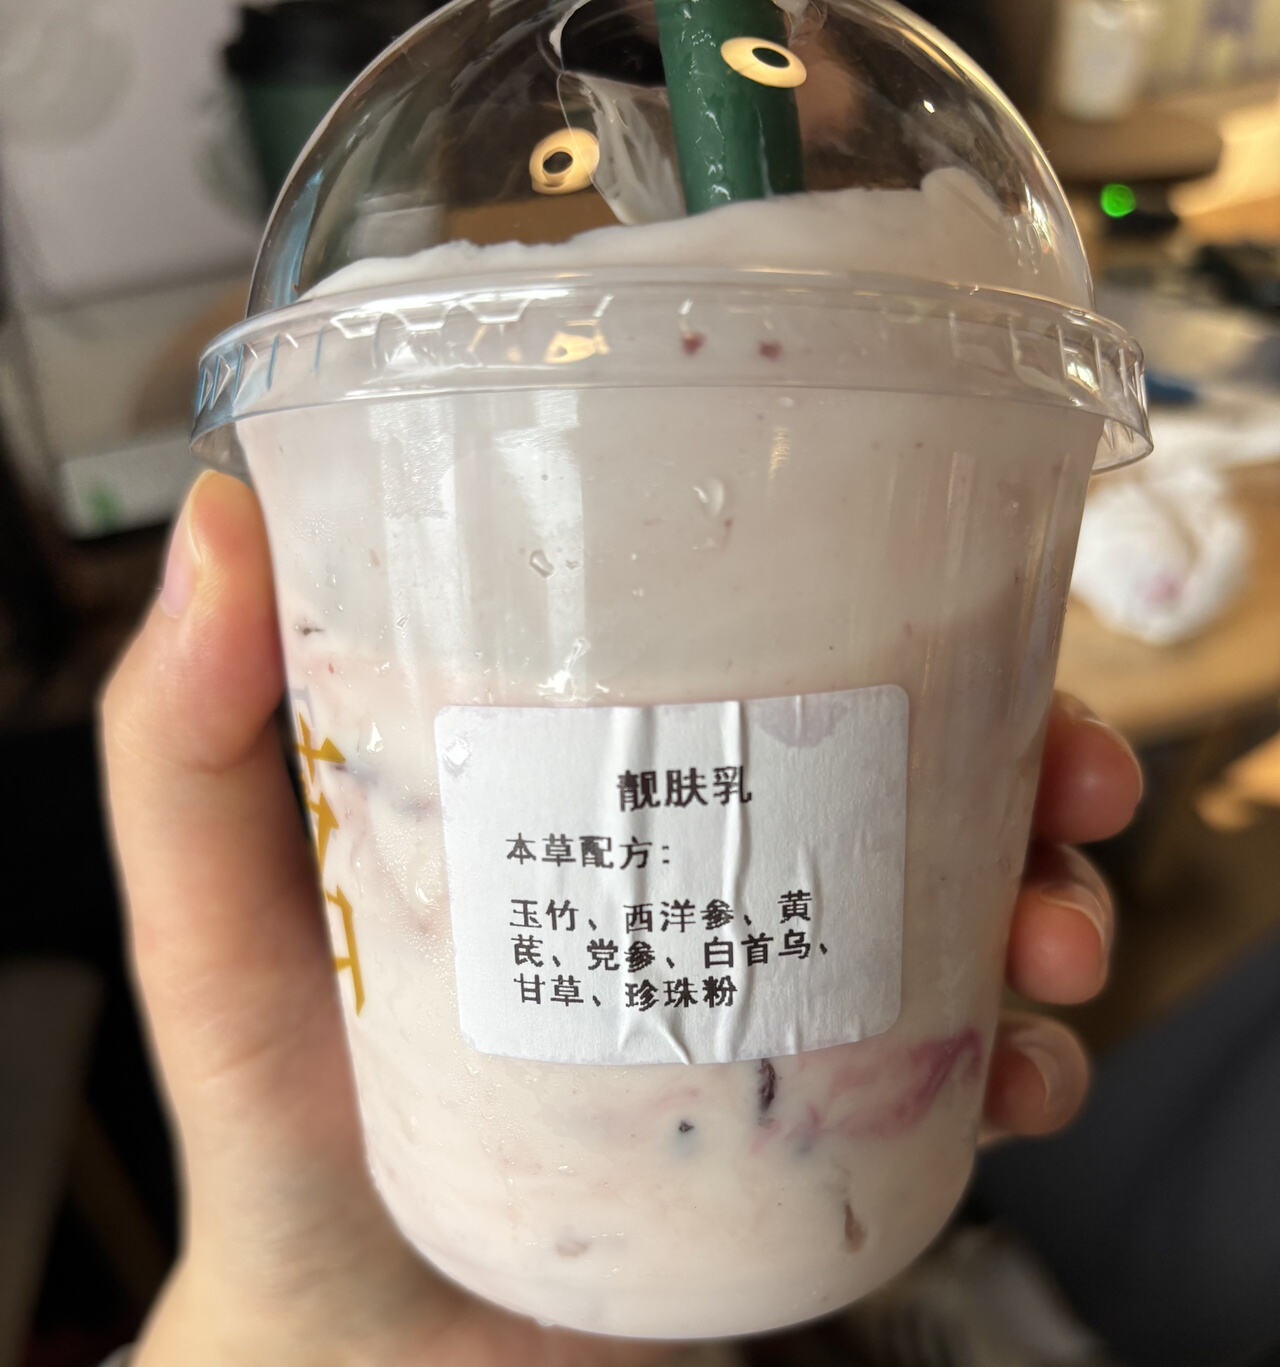 靓肤乳
本草配方：
玉竹、西洋参、黄
芪、党参、白首乌、
甘草、珍珠粉